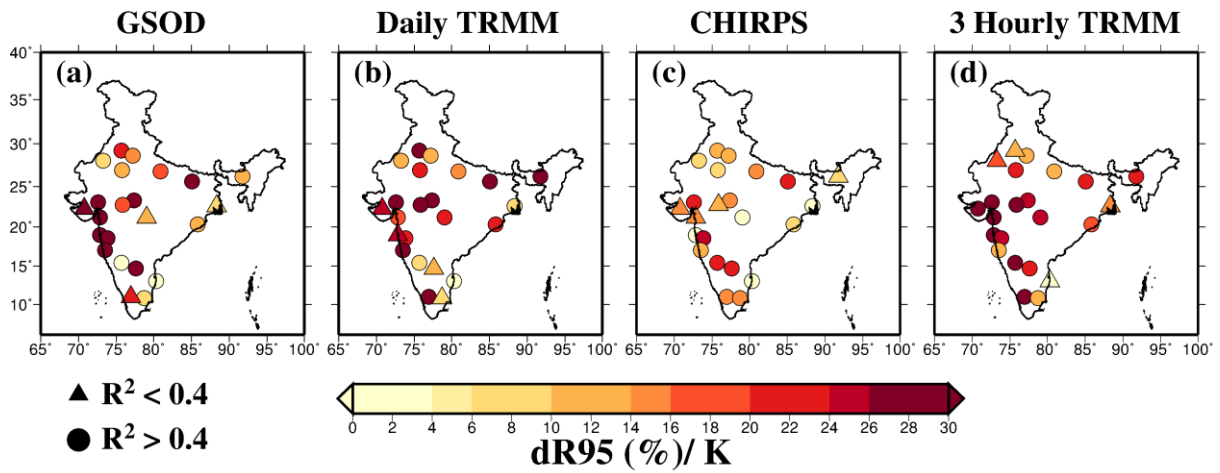 GSOD Daily TRMM CHIRPS 3 Hourly TRMM
(a) (b) (c) (d)
40˚
35˚
30˚
25˚
20˚
15˚
10˚
65˚ 70˚ 75˚ 80˚ 85˚ 90˚ 95˚ 100˚ 65˚ 70˚ 75˚ 80˚ 85˚ 90˚ 95˚ 100˚ 65˚ 70˚ 75˚ 80˚ 85˚ 90˚ 95˚ 100˚ 65˚ 70˚ 75˚ 80˚ 85˚ 90˚ 95˚ 100˚
R² < 0.4
R² > 0.4
0 2 4 6 8 10 12 14 16 20 22 24 26 28 30
dR95 (%)/ K